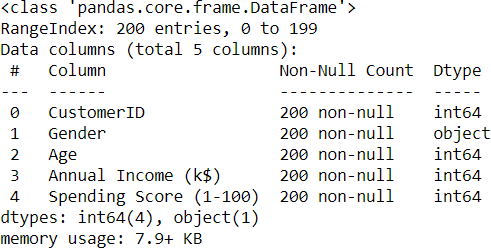 <class 'pandas.core.frame.DataFrame'>
RangeIndex: 200 entries, 0 to 199
Data columns (total 5 columns):
 #   Column                  Non-Null Count  Dtype
---  ------                  --------------  -----
 0   CustomerID              200 non-null    int64
 1   Gender                  200 non-null    object
 2   Age                     200 non-null    int64
 3   Annual Income (k$)      200 non-null    int64
 4   Spending Score (1-100)  200 non-null    int64
dtypes: int64(4), object(1)
memory usage: 7.9+ KB